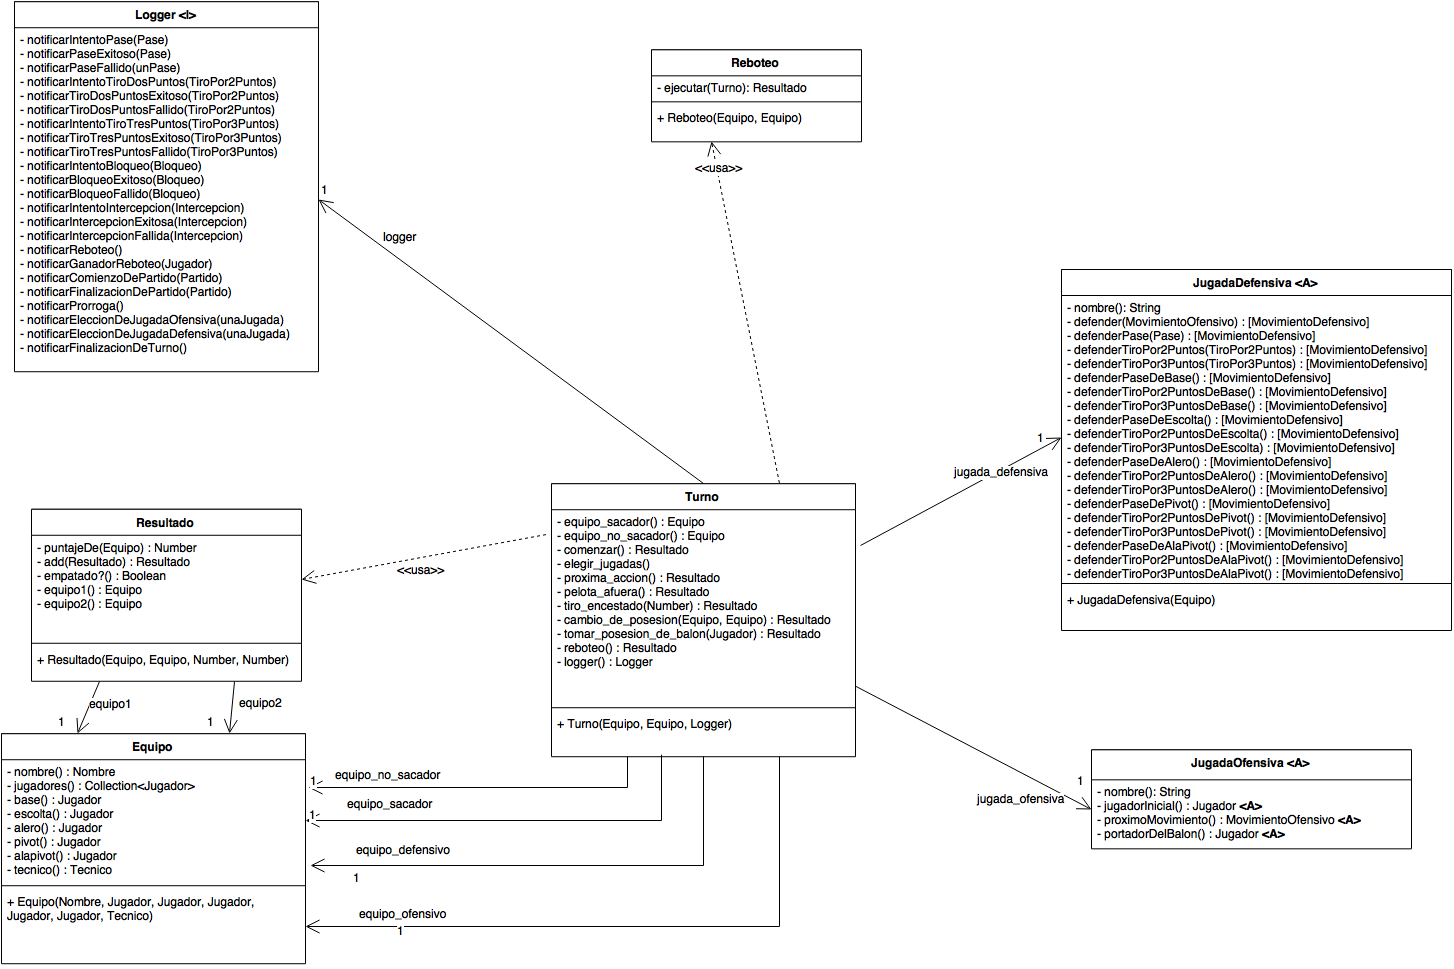 Logger <I>
- notificarIntentoPase(Pase)
- notificarPaseExitoso(Pase)
- notificarPaseFallido(unPase)
- notificarIntentoTiroDosPuntos(TiroPor2Puntos)
- notificarTiroDosPuntosExitoso(TiroPor2Puntos)
- notificarTiroDosPuntosFallido(TiroPor2Puntos)
- notificarIntentoTiroTresPuntos(TiroPor3Puntos)
- notificarTiroTresPuntosExitoso(TiroPor3Puntos)
- notificarTiroTresPuntosFallido(TiroPor3Puntos)
- notificarIntentoBloqueo(Bloqueo)
- notificarBloqueoExitoso(Bloqueo)
- notificarBloqueoFallido(Bloqueo)
- notificarIntentoIntercepcion(Intercepcion)
- notificarIntercepcionExitosa(Intercepcion)
- notificarIntercepcionFallida(Intercepcion)
- notificarReboteo()
- notificarGanadorReboteo(Jugador)
- notificarComienzoDePartido(Partido)
- notificarFinalizacionDePartido(Partido)
- notificarProrroga()
- notificarEleccionDeJugadaOfensiva(unaJugada)
- notificarEleccionDeJugadaDefensiva(unaJugada)
- notificarFinalizacionDeTurno()
1
logger
Reboteo
- ejecutar(Turno): Resultado
+ Reboteo(Equipo, Equipo)
<<usa>>
JugadaDefensiva <A>
- nombre(): String
- defender(MovimientoOfensivo) : [MovimientoDefensivo]
- defenderPase(Pase) : [MovimientoDefensivo]
- defenderTiroPor2Puntos(TiroPor2Puntos) : [MovimientoDefensivo]
- defenderTiroPor3Puntos(TiroPor3Puntos) : [MovimientoDefensivo]
- defenderPaseDeBase() : [MovimientoDefensivo]
- defenderTiroPor2PuntosDeBase() : [MovimientoDefensivo]
- defenderTiroPor3PuntosDeBase() : [MovimientoDefensivo]
- defenderPaseDeEscolta() : [MovimientoDefensivo]
- defenderTiroPor2PuntosDeEscolta() : [MovimientoDefensivo]
- defenderTiroPor3PuntosDeEscolta) : [MovimientoDefensivo]
- defenderPaseDeAlero() : [MovimientoDefensivo]
- defenderTiroPor2PuntosDeAlero() : [MovimientoDefensivo]
- defenderTiroPor3PuntosDeAlero() : [MovimientoDefensivo]
- defenderPaseDePivot() : [MovimientoDefensivo]
- defenderTiroPor2PuntosDePivot() : [MovimientoDefensivo]
- defenderTiroPor3PuntosDePivot() : [MovimientoDefensivo]
- defenderPaseDeAlaPivot() : [MovimientoDefensivo]
- defenderTiroPor2PuntosDeAlaPivot() : [MovimientoDefensivo]
- defenderTiroPor3PuntosDeAlaPivot() : [MovimientoDefensivo]
+ JugadaDefensiva(Equipo)
1
jugada_defensiva
Turno
- equipo_sacador() : Equipo
- equipo_no_sacador() : Equipo
- comenzar() : Resultado
- elegir_jugadas()
- proxima_accion() : Resultado
- pelota_afuera() : Resultado
- tiro_encestado(Number) : Resultado
- cambio_de_posesion(Equipo, Equipo) : Resultado
- tomar_posesion_de_balon(Jugador) : Resultado
- reboteo() : Resultado
- logger() : Logger
+ Turno(Equipo, Equipo, Logger)
Resultado
- puntajeDe(Equipo) : Number
- add(Resultado) : Resultado
- empatado?() : Boolean
- equipo1() : Equipo
- equipo2() : Equipo
+ Resultado(Equipo, Equipo, Number, Number)
<<usa>>
equipo1
equipo2
1
1
Equipo
- nombre() : Nombre
- jugadores() : Collection<Jugador>
- base() : Jugador
- escolta() : Jugador
- alero() : Jugador
- pivot() : Jugador
- alapivot() : Jugador
- tecnico() : Tecnico
+ Equipo(Nombre, Jugador, Jugador, Jugador,
Jugador, Jugador, Tecnico)
equipo_no_sacador
1
equipo_sacador
1
equipo_defensivo
1
equipo_ofensivo
1
JugadaOfensiva <A>
- nombre(): String
- jugadorInicial() : Jugador <A>
- proximoMovimiento() : MovimientoOfensivo <A>
- portadorDelBalon() : Jugador <A>
1
jugada_ofensiva